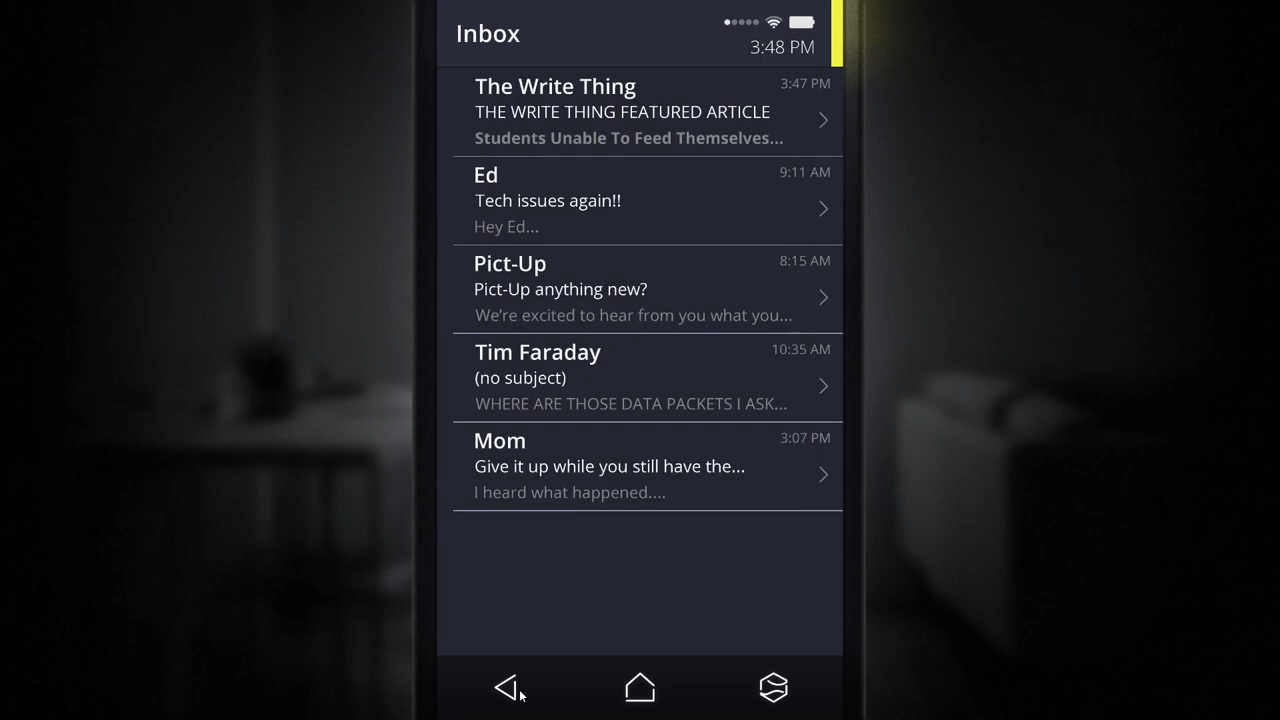 Inbox
3:48 PM
The Write Thing
3:47 PM
THE WRITE THING FEATURED ARTICLE
Students Unable To Feed Themselves...
Ed
9:11 AM
Tech issues again!!
Hey Ed...
Pict-Up
8:15 AM
Pict-Up anything new?
We're excited to hear from you what you...
Tim Faraday
10:35 AM
(no subject)
WHERE ARE THOSE DATA PACKETS I ASK...
Mom
3:07 PM
Give it up while you still have the...
I heard what happened....